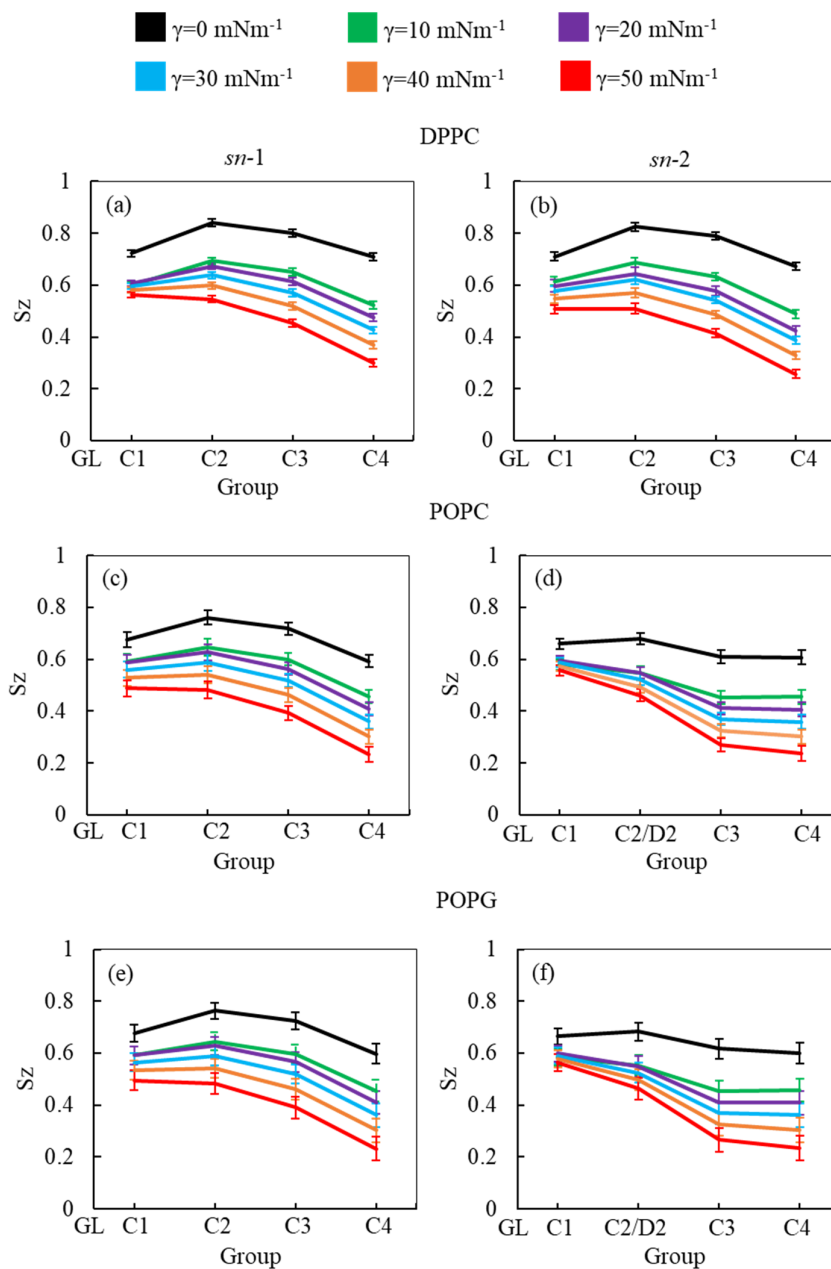 γ=0 mNm⁻¹ γ=10 mNm⁻¹ γ=20 mNm⁻¹
γ=30 mNm⁻¹ γ=40 mNm⁻¹ γ=50 mNm⁻¹
DPPC
sn-1 sn-2
(a)
1
0.8
0.6
0.4
0.2
0
Sz
GL C1 C2 C3 C4
Group
(b)
1
0.8
0.6
0.4
0.2
0
Sz
GL C1 C2 C3 C4
Group
POPC
(c)
1
0.8
0.6
0.4
0.2
0
Sz
GL C1 C2 C3 C4
Group
(d)
1
0.8
0.6
0.4
0.2
0
Sz
GL C1 C2/D2 C3 C4
Group
POPG
(e)
1
0.8
0.6
0.4
0.2
0
Sz
GL C1 C2 C3 C4
Group
(f)
1
0.8
0.6
0.4
0.2
0
Sz
GL C1 C2/D2 C3 C4
Group